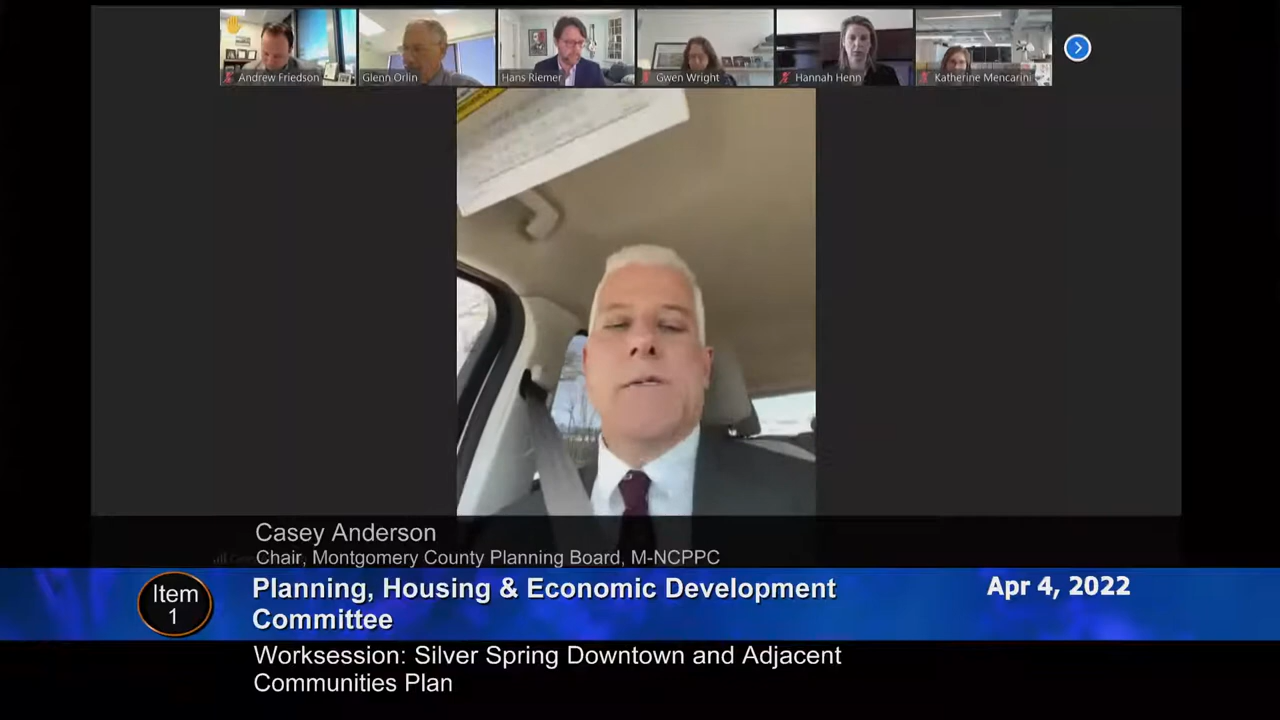 Andrew Friedson
Glenn Orlin
Hans Riemer
Gwen Wright
Hannah Henn
Katherine Mencarini
Casey Anderson
Chair, Montgomery County Planning Board, M-NCPPC
Item
1
Planning, Housing & Economic Development
Committee
Apr 4, 2022
Worksession: Silver Spring Downtown and Adjacent
Communities Plan